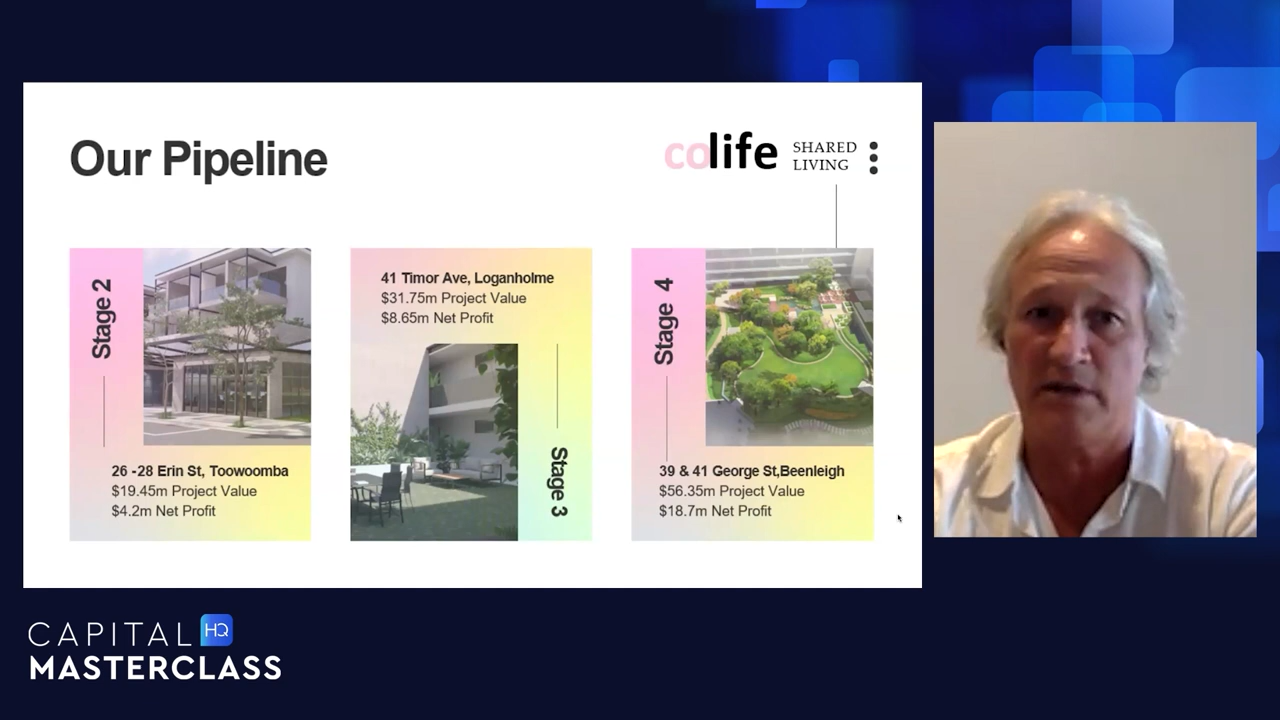 Our Pipeline
colife SHARED
LIVING
Stage 2
26 -28 Erin St, Toowoomba
$19.45m Project Value
$4.2m Net Profit
41 Timor Ave, Loganholme
$31.75m Project Value
$8.65m Net Profit
Stage 3
Stage 4
39 & 41 George St,Beenleigh
$56.35m Project Value
$18.7m Net Profit
CAPITAL HQ
MASTERCLASS